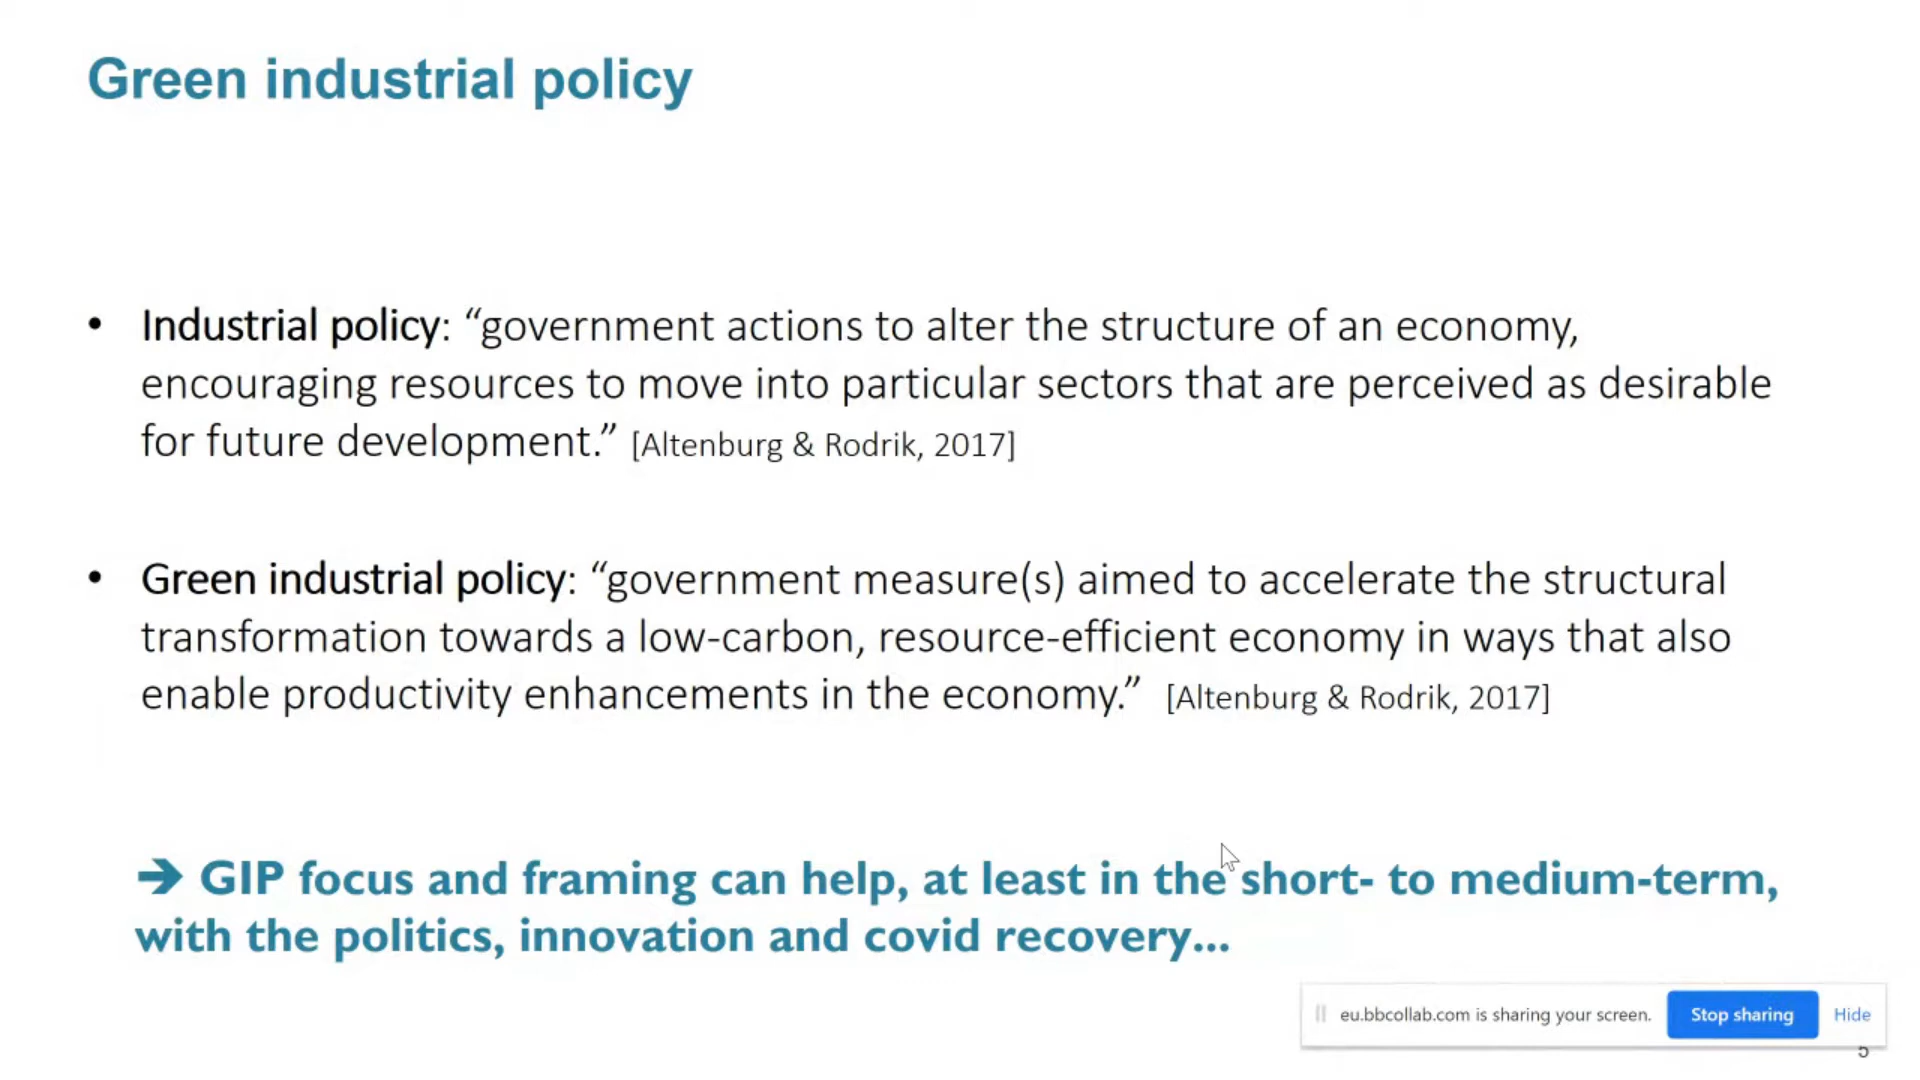 Green industrial policy
• Industrial policy: “government actions to alter the structure of an economy,
encouraging resources to move into particular sectors that are perceived as desirable
for future development.” [Altenburg & Rodrik, 2017]
• Green industrial policy: “government measure(s) aimed to accelerate the structural
transformation towards a low-carbon, resource-efficient economy in ways that also
enable productivity enhancements in the economy.” [Altenburg & Rodrik, 2017]
➔ GIP focus and framing can help, at least in the short- to medium-term,
with the politics, innovation and covid recovery...
eu.bbcollab.com is sharing your screen. Stop sharing Hide
5